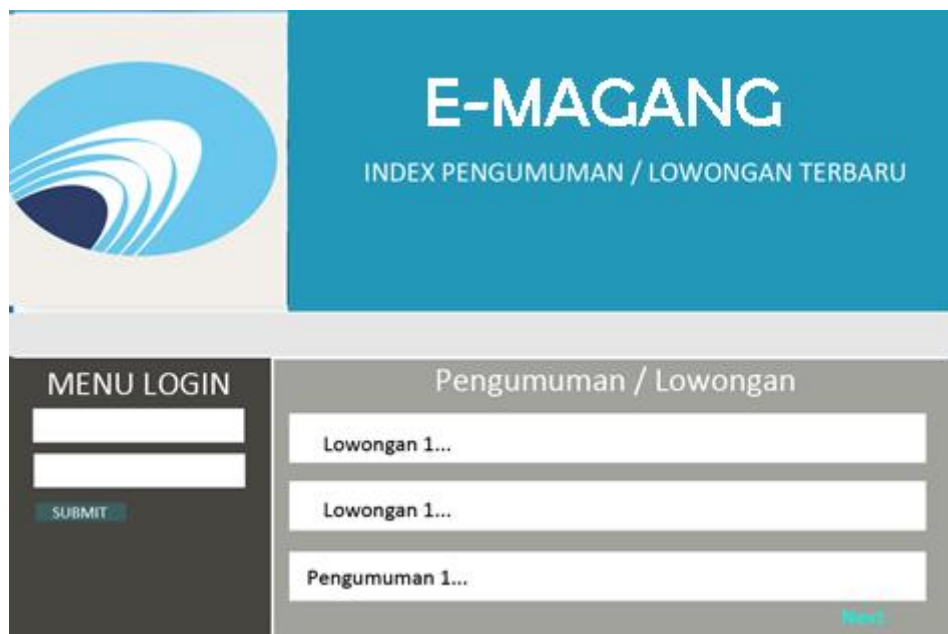 E-MAGANG
INDEX PENGUMUMAN / LOWONGAN TERBARU
MENU LOGIN
SUBMIT
Pengumuman / Lowongan
Lowongan 1...
Lowongan 1...
Pengumuman 1...
Next